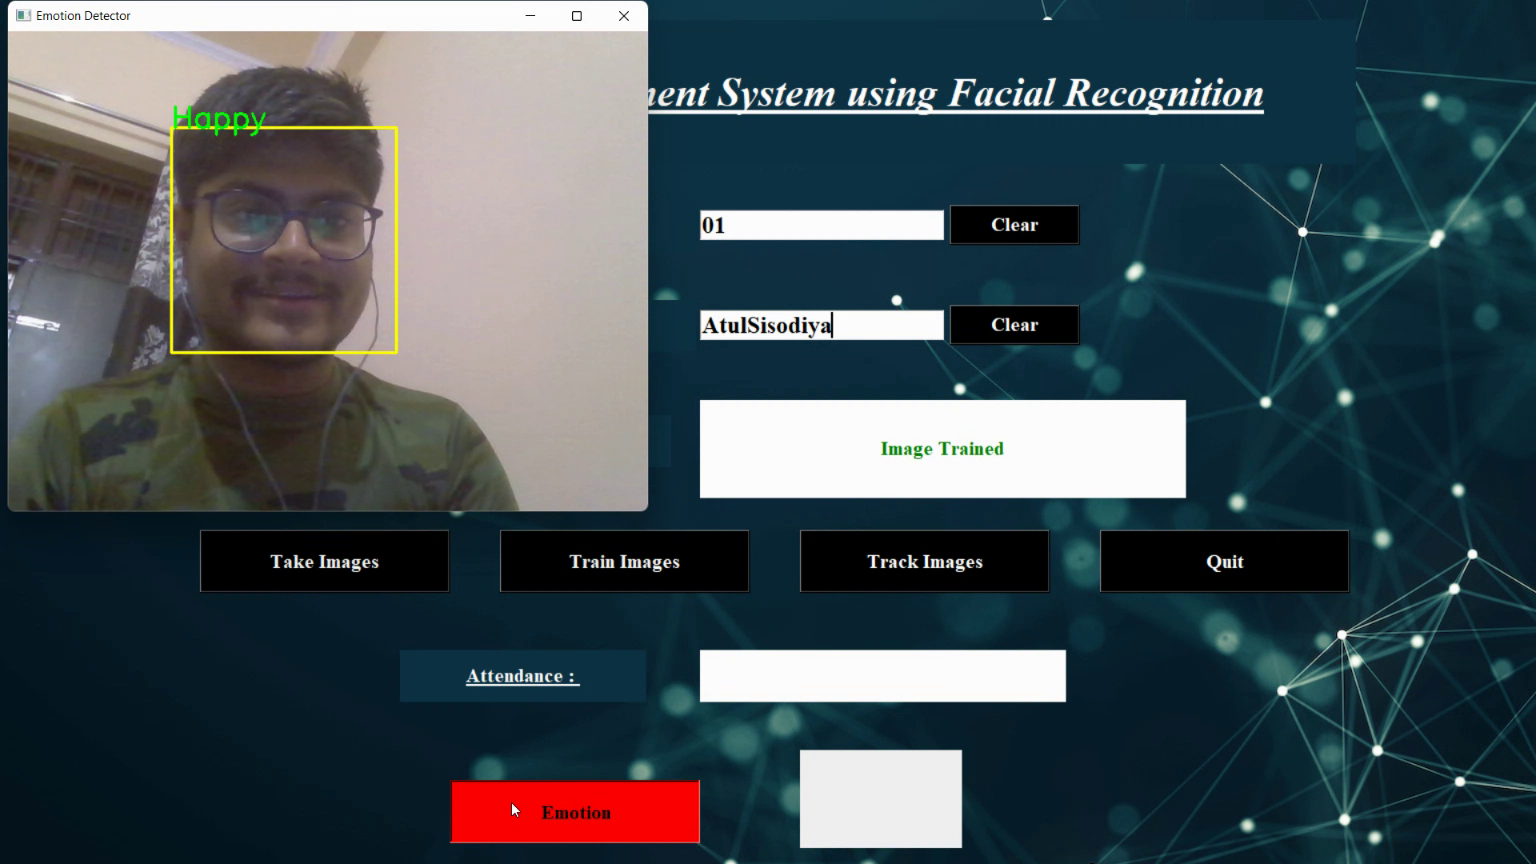 Emotion Detector
Happy
ment System using Facial Recognition
01
Clear
AtulSisodiya
Clear
Image Trained
Take Images
Train Images
Track Images
Quit
Attendance :
Emotion